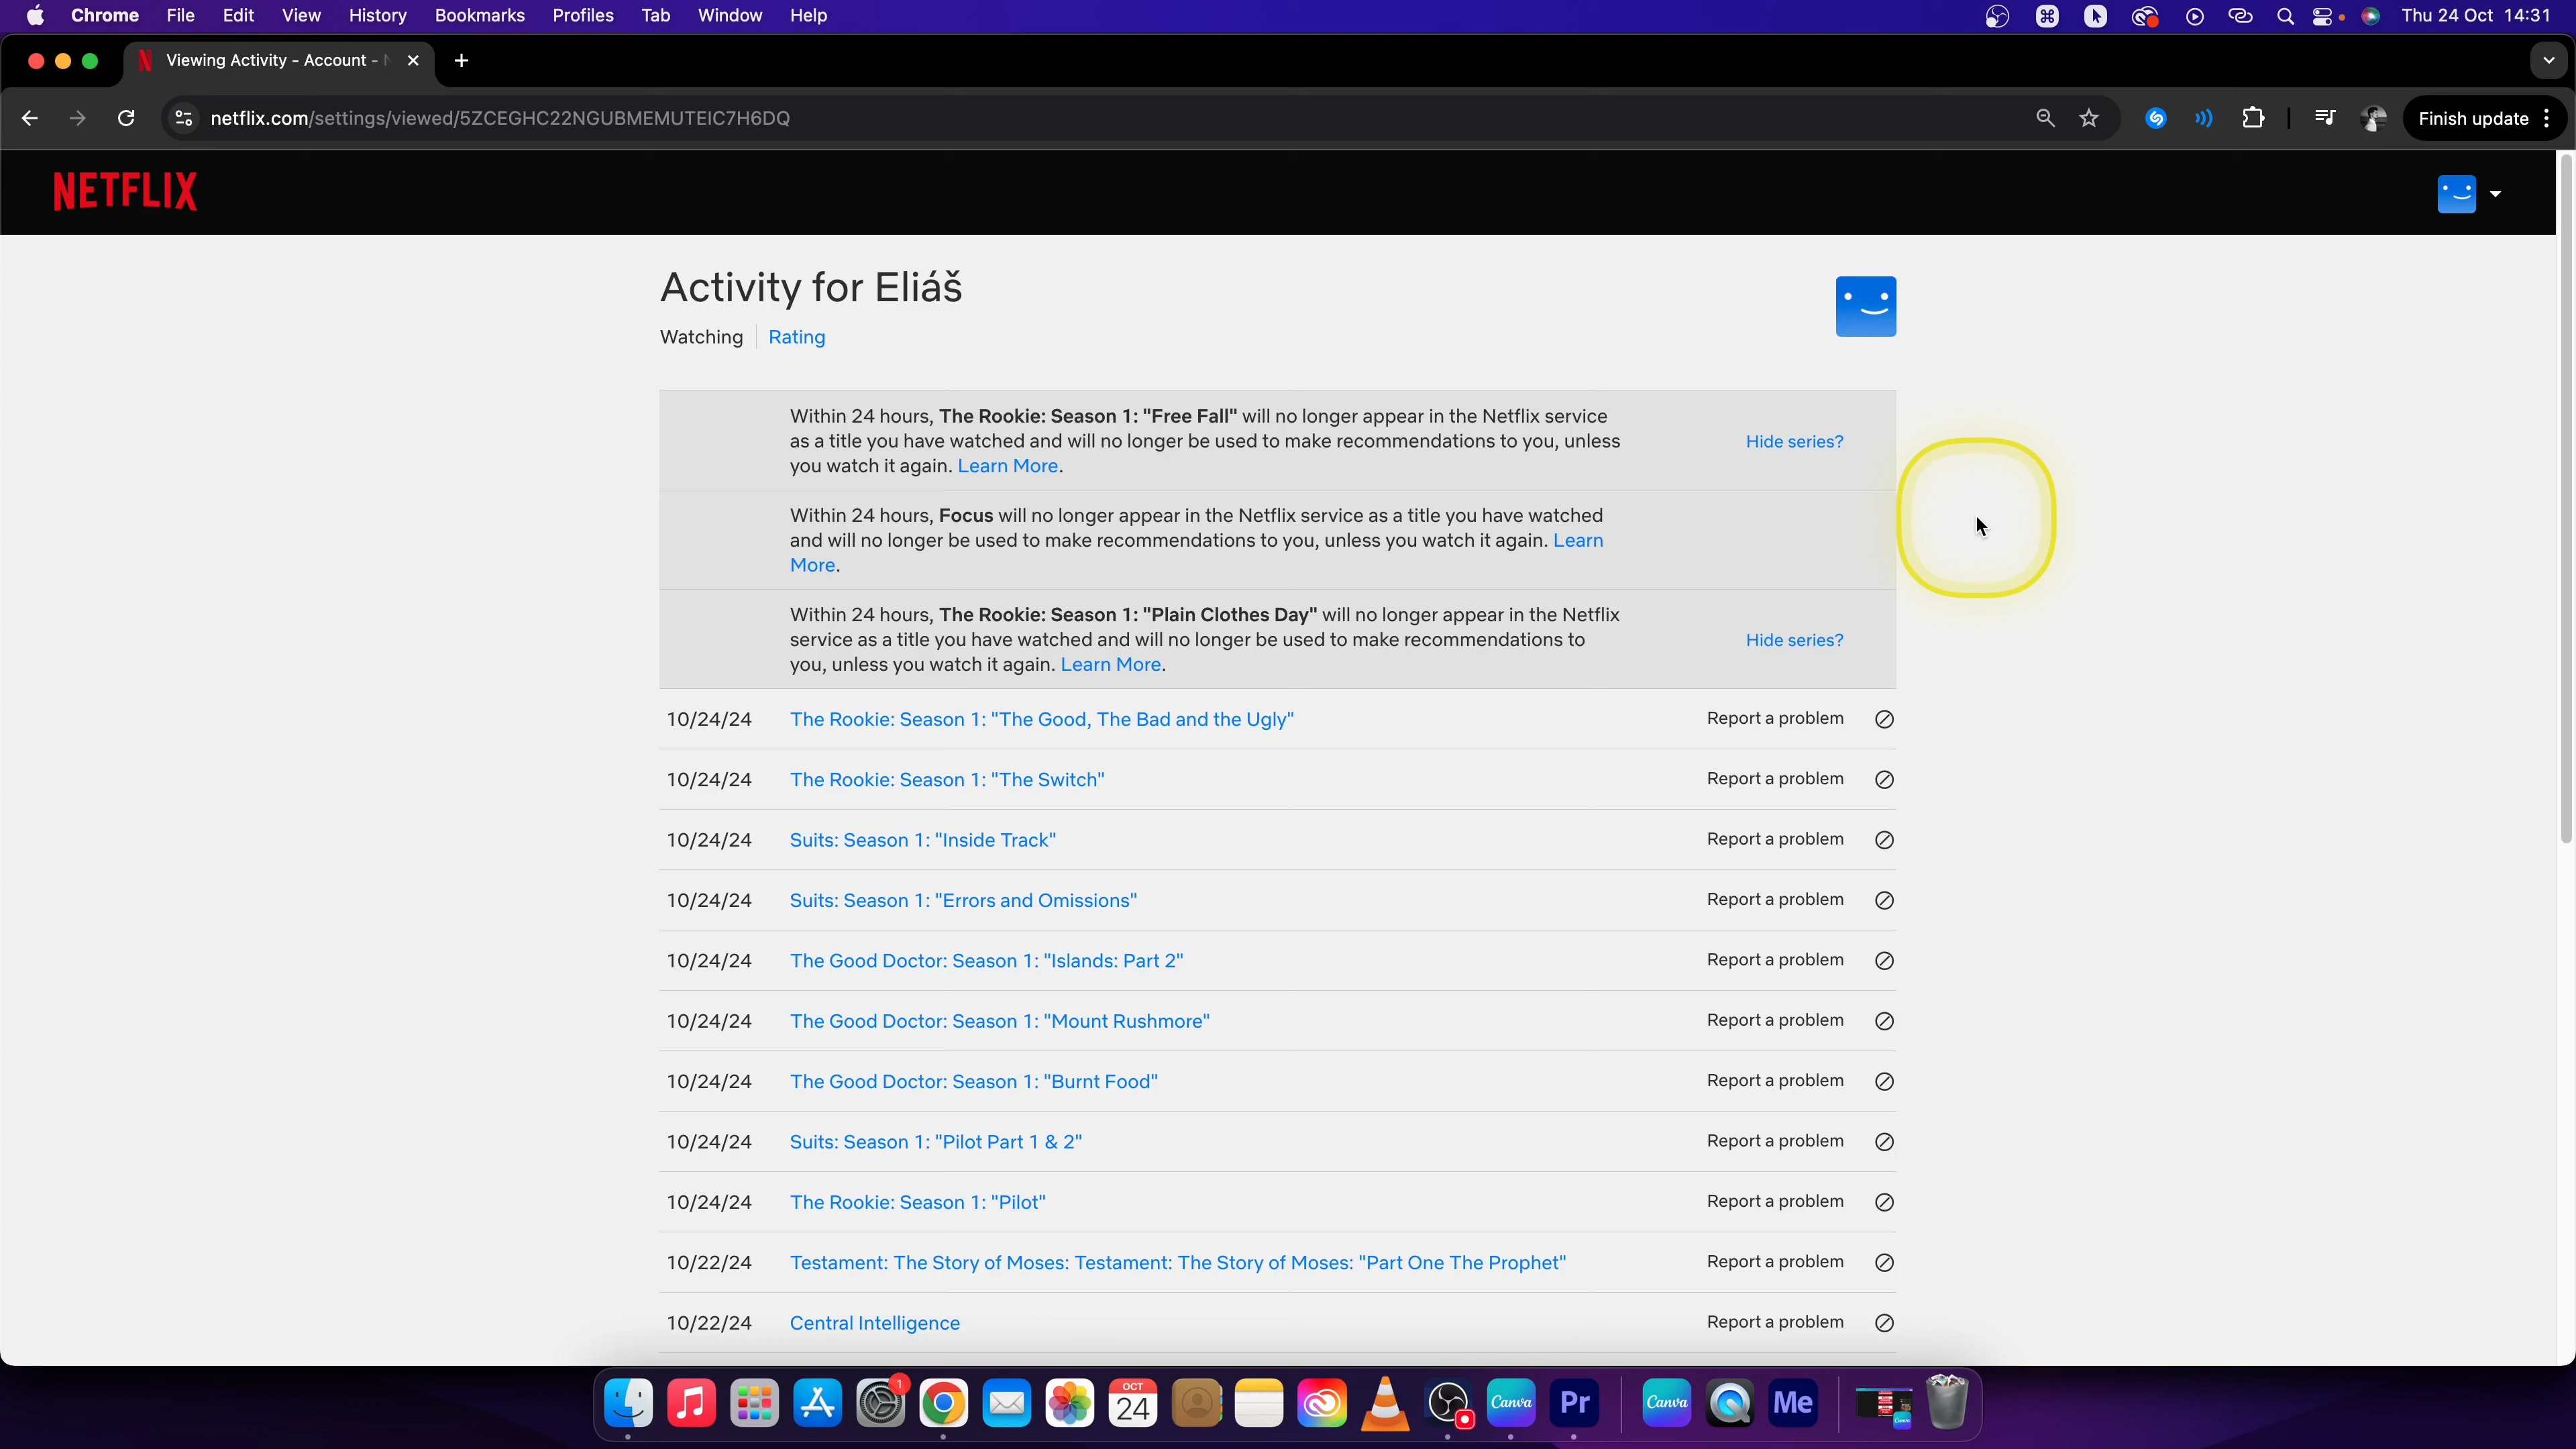 Chrome File Edit View History Bookmarks Profiles Tab Window Help Thu 24 Oct 14:31
Viewing Activity - Account -
netflix.com/settings/viewed/5ZCEGHC22NGUBMEMUTEIC7H6DQ Finish update
NETFLIX
Activity for Eliáš
Watching Rating
Within 24 hours, The Rookie: Season 1: "Free Fall" will no longer appear in the Netflix service
as a title you have watched and will no longer be used to make recommendations to you, unless
you watch it again. Learn More.
Hide series?
Within 24 hours, Focus will no longer appear in the Netflix service as a title you have watched
and will no longer be used to make recommendations to you, unless you watch it again. Learn
More.
Within 24 hours, The Rookie: Season 1: "Plain Clothes Day" will no longer appear in the Netflix
service as a title you have watched and will no longer be used to make recommendations to
you, unless you watch it again. Learn More.
Hide series?
10/24/24 The Rookie: Season 1: "The Good, The Bad and the Ugly" Report a problem
10/24/24 The Rookie: Season 1: "The Switch" Report a problem
10/24/24 Suits: Season 1: "Inside Track" Report a problem
10/24/24 Suits: Season 1: "Errors and Omissions" Report a problem
10/24/24 The Good Doctor: Season 1: "Islands: Part 2" Report a problem
10/24/24 The Good Doctor: Season 1: "Mount Rushmore" Report a problem
10/24/24 The Good Doctor: Season 1: "Burnt Food" Report a problem
10/24/24 Suits: Season 1: "Pilot Part 1 & 2" Report a problem
10/24/24 The Rookie: Season 1: "Pilot" Report a problem
10/22/24 Testament: The Story of Moses: Testament: The Story of Moses: "Part One The Prophet" Report a problem
10/22/24 Central Intelligence Report a problem
1
OCT
24
Canva
Pr
Canva
Me